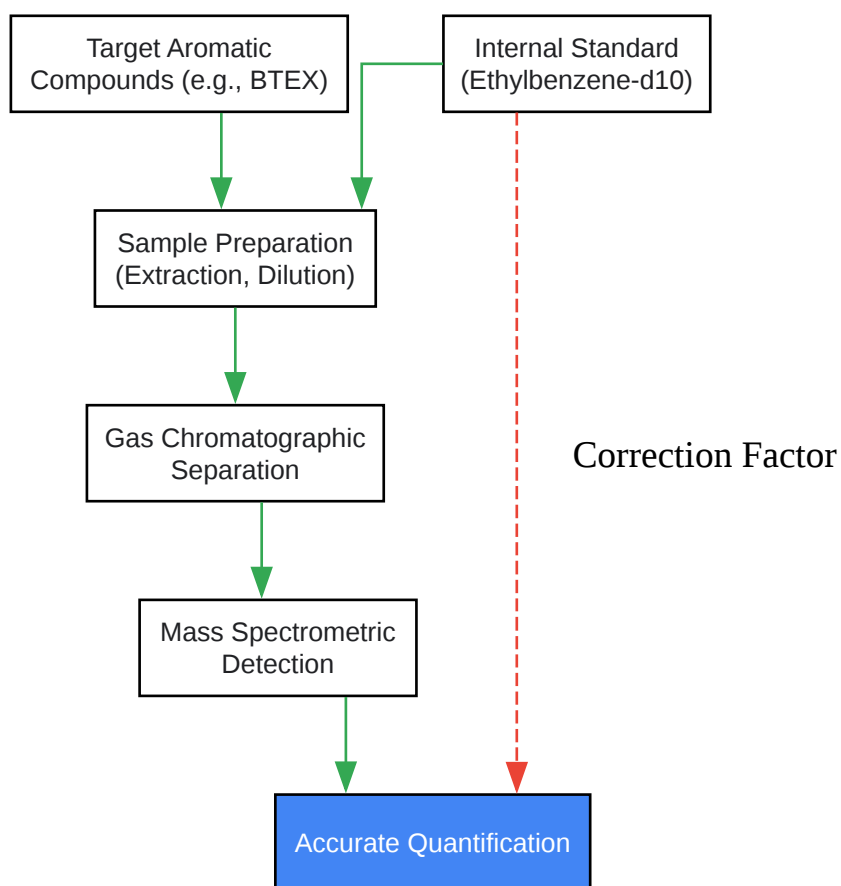 Target Aromatic
Compounds (e.g., BTEX)
Internal Standard
(Ethylbenzene-d10)
Sample Preparation
(Extraction, Dilution)
Gas Chromatographic
Separation
Correction Factor
Mass Spectrometric
Detection
Accurate Quantification